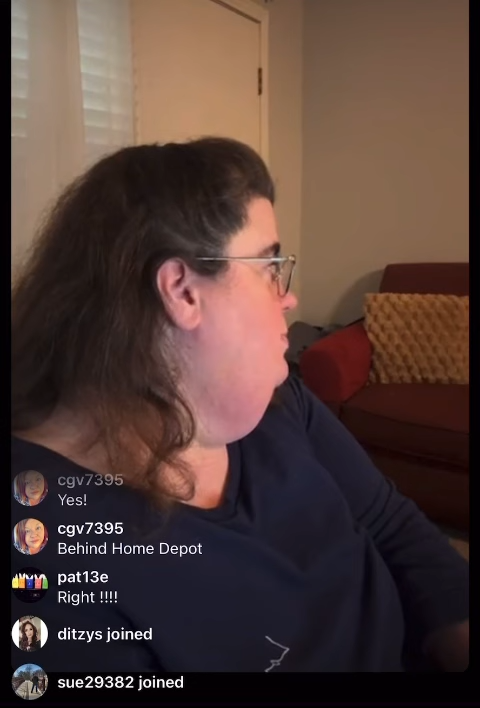 cgv7395
Yes!
cgv7395
Behind Home Depot
pat13e
Right !!!!
ditzys joined
sue29382 joined